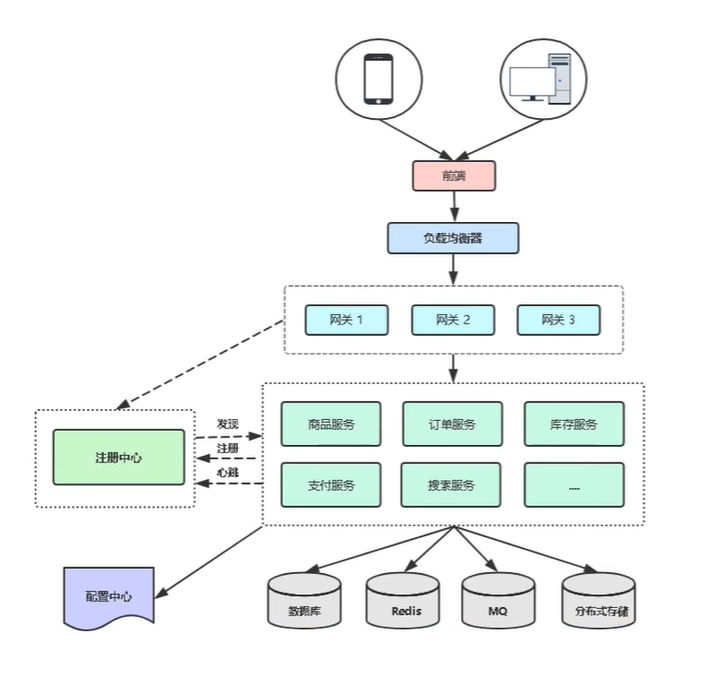 前端
负载均衡器
网关 1
网关 2
网关 3
商品服务
订单服务
库存服务
发现
注册
心跳
注册中心
支付服务
搜素服务
....
配置中心
数据库
Redis
MQ
分布式存储